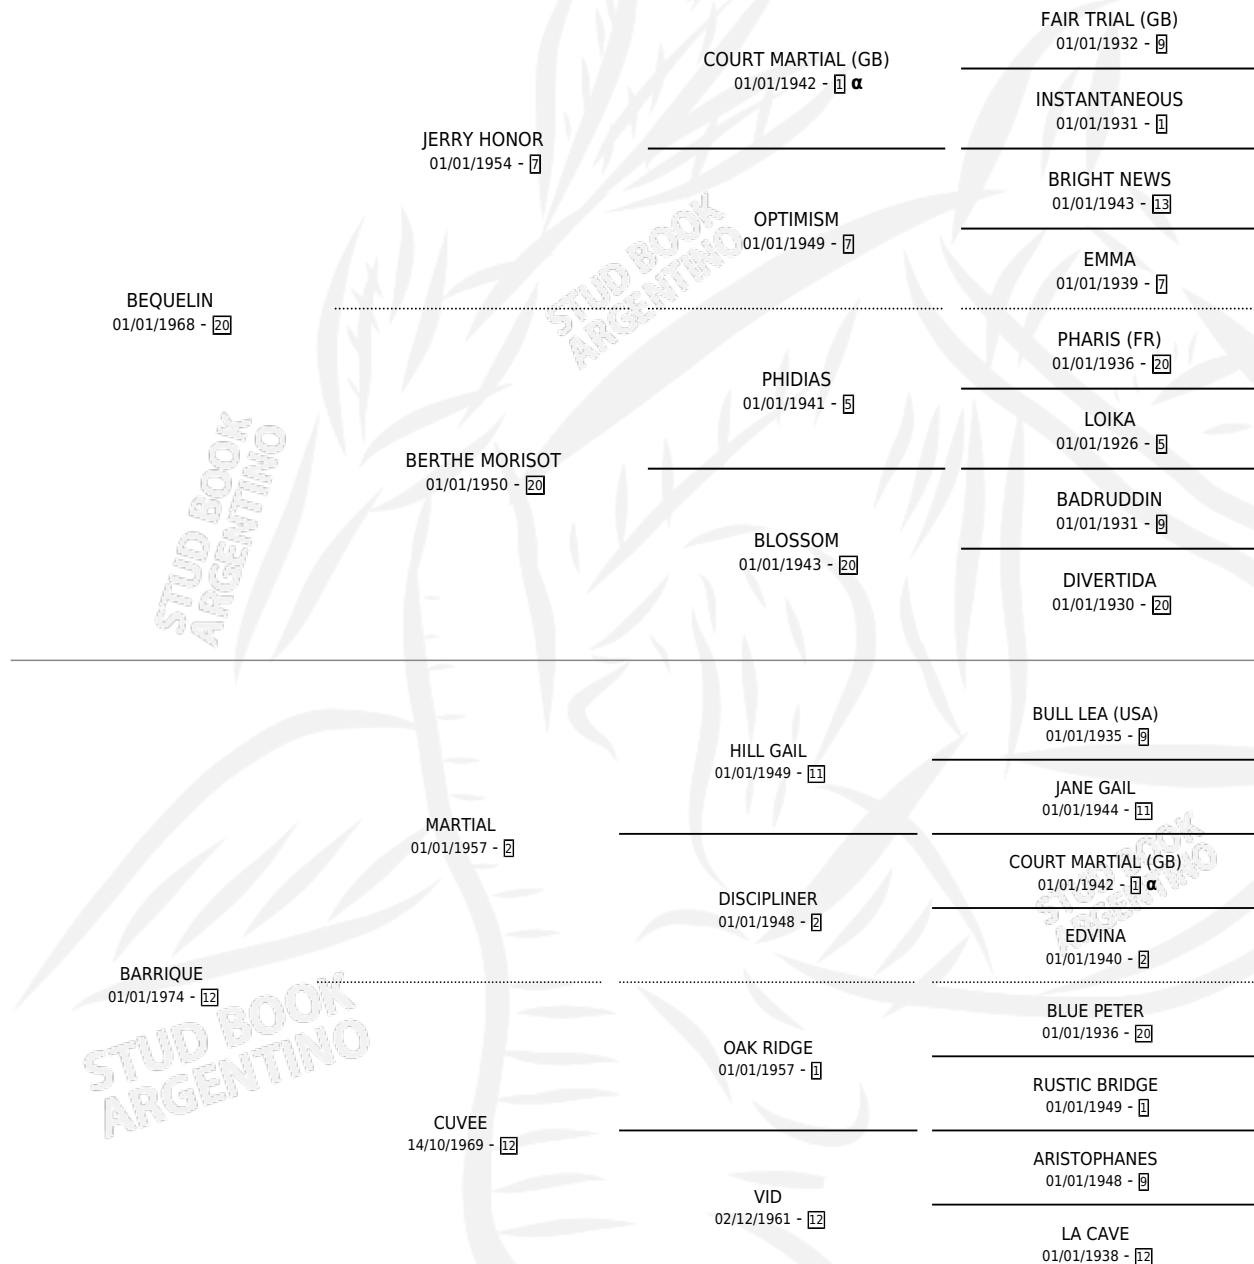 FAIR TRIAL (GB)
01/01/1932 - 9
COURT MARTIAL (GB)
01/01/1942 - 1 α
INSTANTANEOUS
01/01/1931 - 1
JERRY HONOR
01/01/1954 - 7
BRIGHT NEWS
01/01/1943 - 13
OPTIMISM
01/01/1949 - 7
EMMA
01/01/1939 - 7
BEQUELIN
01/01/1968 - 20
PHARIS (FR)
01/01/1936 - 20
PHIDIAS
01/01/1941 - 5
LOIKA
01/01/1926 - 5
BERTHE MORISOT
01/01/1950 - 20
BADRUDDIN
01/01/1931 - 9
BLOSSOM
01/01/1943 - 20
DIVERTIDA
01/01/1930 - 20
STUD BOOK
ARGENTINO
STUD BOOK
ARGENTINO
BULL LEA (USA)
01/01/1935 - 9
HILL GAIL
01/01/1949 - 11
JANE GAIL
01/01/1944 - 11
MARTIAL
01/01/1957 - 2
COURT MARTIAL (GB)
01/01/1942 - 1 α
DISCIPLINER
01/01/1948 - 2
EDVINA
01/01/1940 - 2
BARRIQUE
01/01/1974 - 12
BLUE PETER
01/01/1936 - 20
OAK RIDGE
01/01/1957 - 1
RUSTIC BRIDGE
01/01/1949 - 1
CUVEE
14/10/1969 - 12
ARISTOPHANES
01/01/1948 - 9
VID
02/12/1961 - 12
LA CAVE
01/01/1938 - 12
STUD BOOK
ARGENTINO
STUD BOOK
ARGENTINO